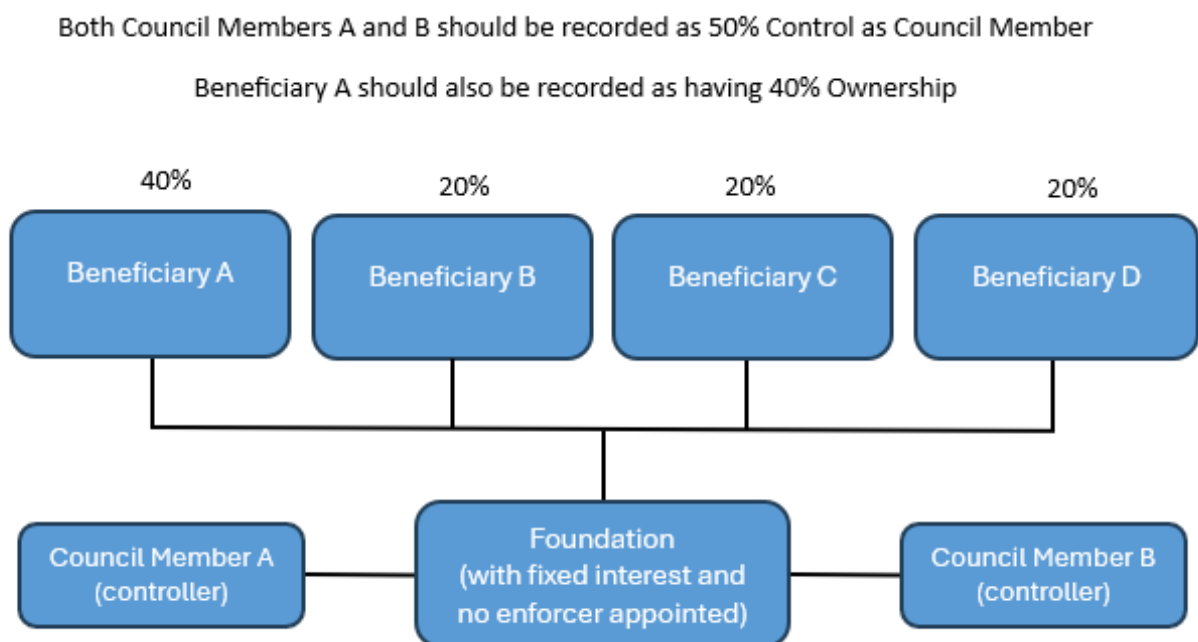 Both Council Members A and B should be recorded as 50% Control as Council Member
Beneficiary A should also be recorded as having 40% Ownership
40%
20%
20%
20%
Beneficiary A
Beneficiary B
Beneficiary C
Beneficiary D
Council Member A
(controller)
Foundation
(with fixed interest and
no enforcer appointed)
Council Member B
(controller)